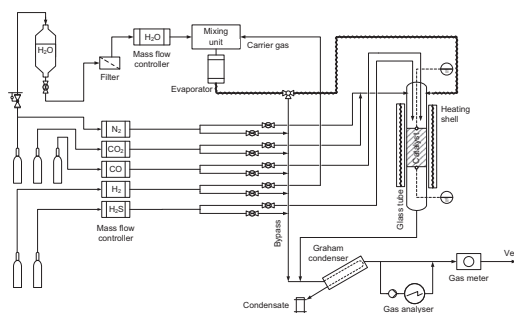 H₂O
Filter
H₂O
Mass flow
controller
Mixing
unit
Carrier gas
Evaporator
N₂
CO₂
CO
H₂
H₂S
Mass flow
controller
Bypass
Catalyst
Glass tube
Heating
shell
Graham
condenser
Condensate
Gas analyser
Gas meter
Ve